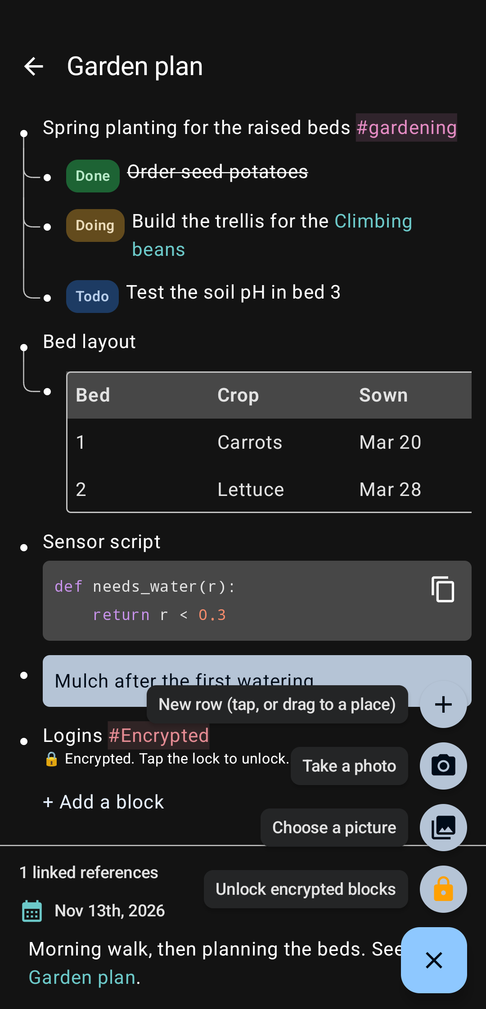 Garden plan
Spring planting for the raised beds #gardening
Done Order seed potatoes
Doing Build the trellis for the Climbing
beans
Todo Test the soil pH in bed 3
Bed layout
Bed Crop Sown
1 Carrots Mar 20
2 Lettuce Mar 28
Sensor script
def needs_water(r):
    return r < 0.3
Mulch after the first watering
New row (tap, or drag to a place)
Logins #Encrypted
🔒 Encrypted. Tap the lock to unlock.
Take a photo
+ Add a block
Choose a picture
1 linked references
Unlock encrypted blocks
Nov 13th, 2026
Morning walk, then planning the beds. See
Garden plan.